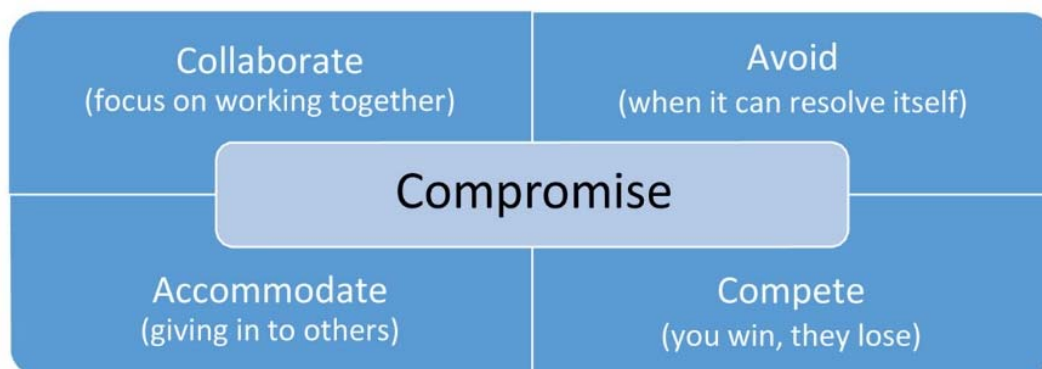 Collaborate
(focus on working together)
Avoid
(when it can resolve itself)
Compromise
Accommodate
(giving in to others)
Compete
(you win, they lose)